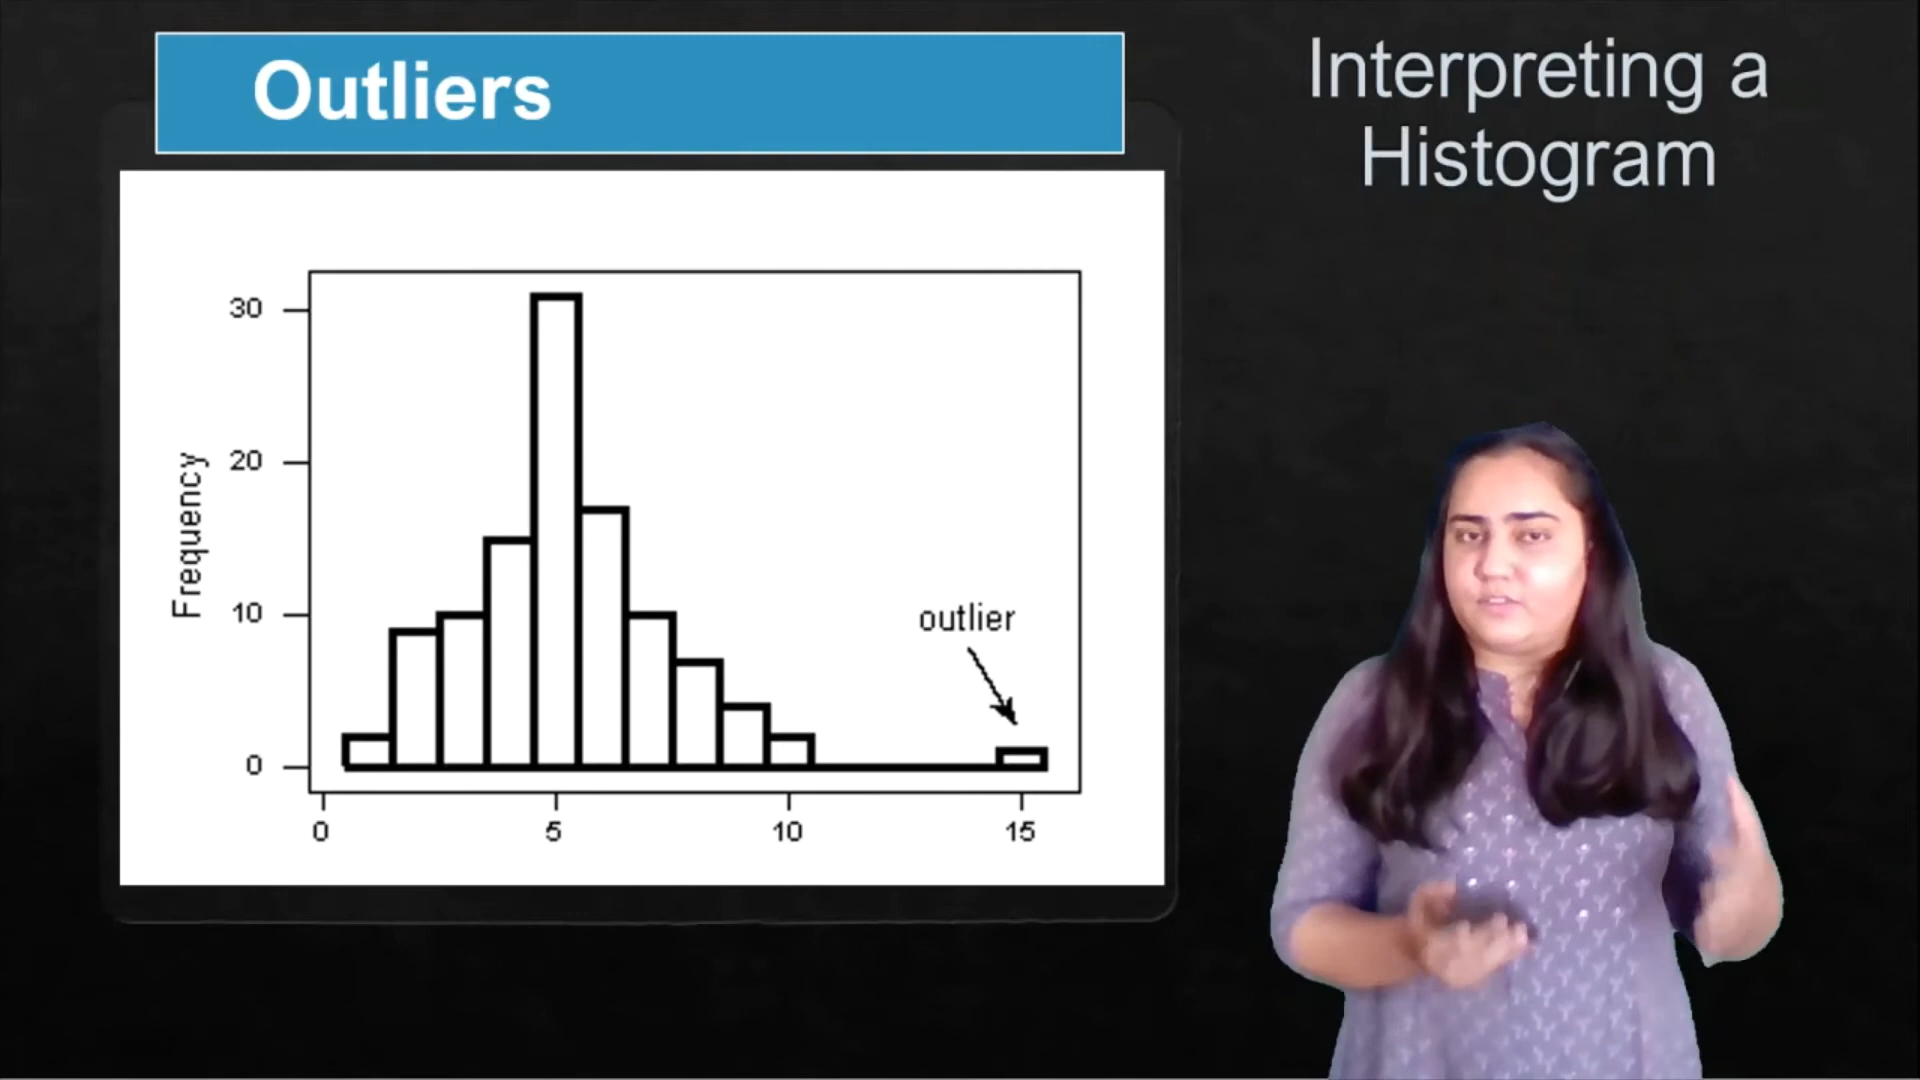 Outliers
Interpreting a
Histogram
Frequency
30
20
10
0
outlier
0 5 10 15